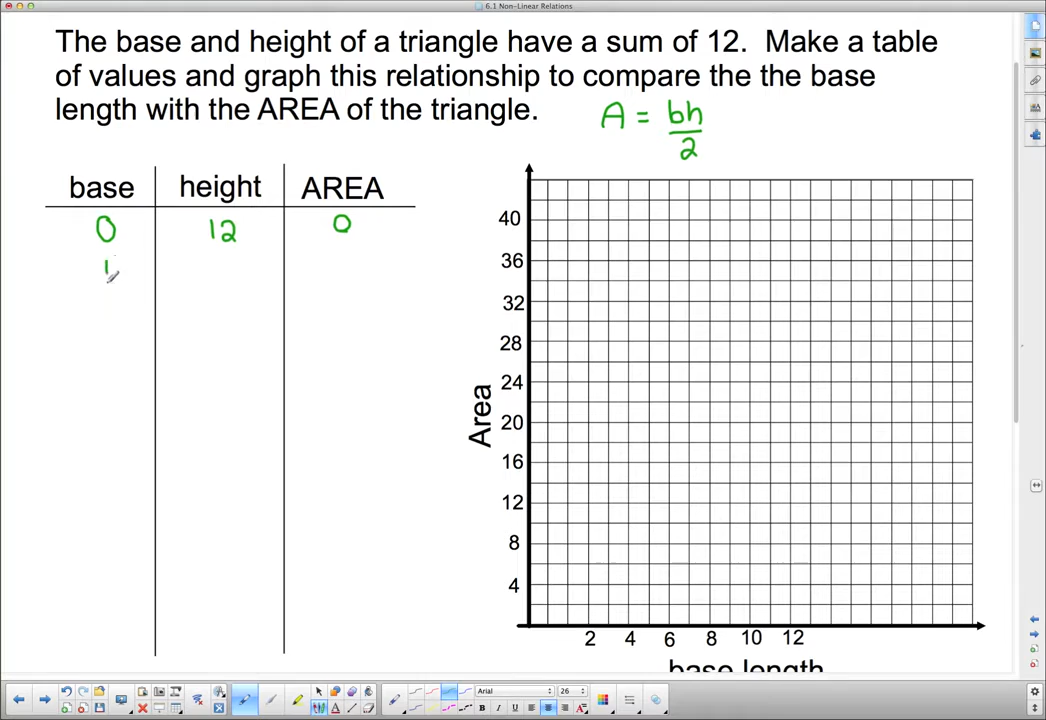 6.1 Non-Linear Relations
The base and height of a triangle have a sum of 12. Make a table
of values and graph this relationship to compare the the base
length with the AREA of the triangle.
A = bh
2
base height AREA
0 12 0
1
40
36
32
28
24
20
16
12
8
4
Area
2 4 6 8 10 12
base length
Arial 26
B I U